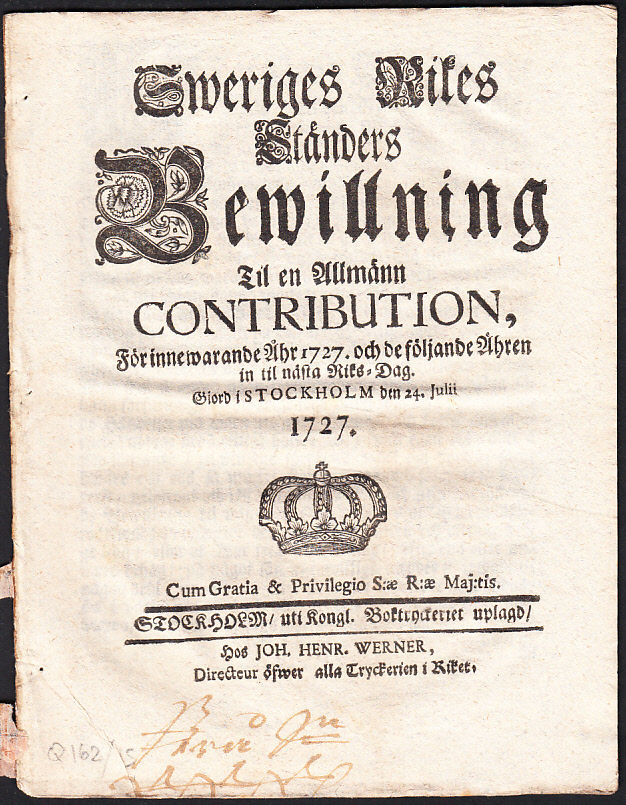 Sweriges Rikes
Ständers
Bewillning
Til en Allmänn
CONTRIBUTION,
För innewarande Åhr 1727. och de följande Åhren
in til nästa Riks-Dag.
Giord i STOCKHOLM den 24. Julii
1727.
Cum Gratia & Privilegio S:æ R:æ Maj:tis.
STOCKHOLM/ uti Kongl. Boktryckeriet uplagd/
Hos JOH. HENR. WERNER,
Directeur öfwer alla Tryckerien i Riket.
Q162/15